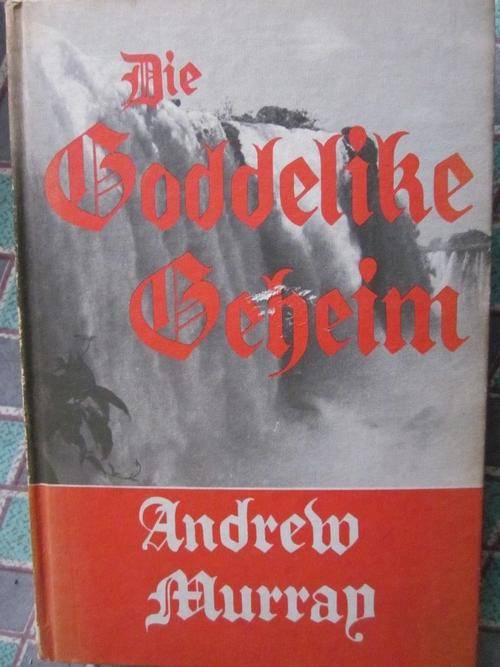 Die
Goddelike
Geheim
Andrew
Murray